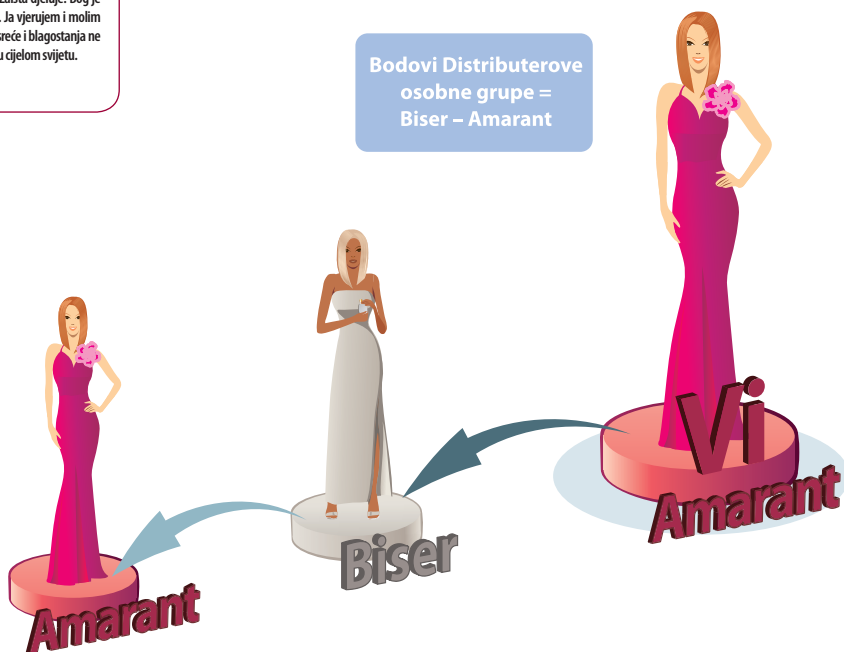 . Ja vjerujem i molim
sreće i blagostanja ne
u cijelom svijetu.
Bodovi Distributerove
osobne grupe =
Biser – Amarant
Vi
Amarant
Biser
Amarant